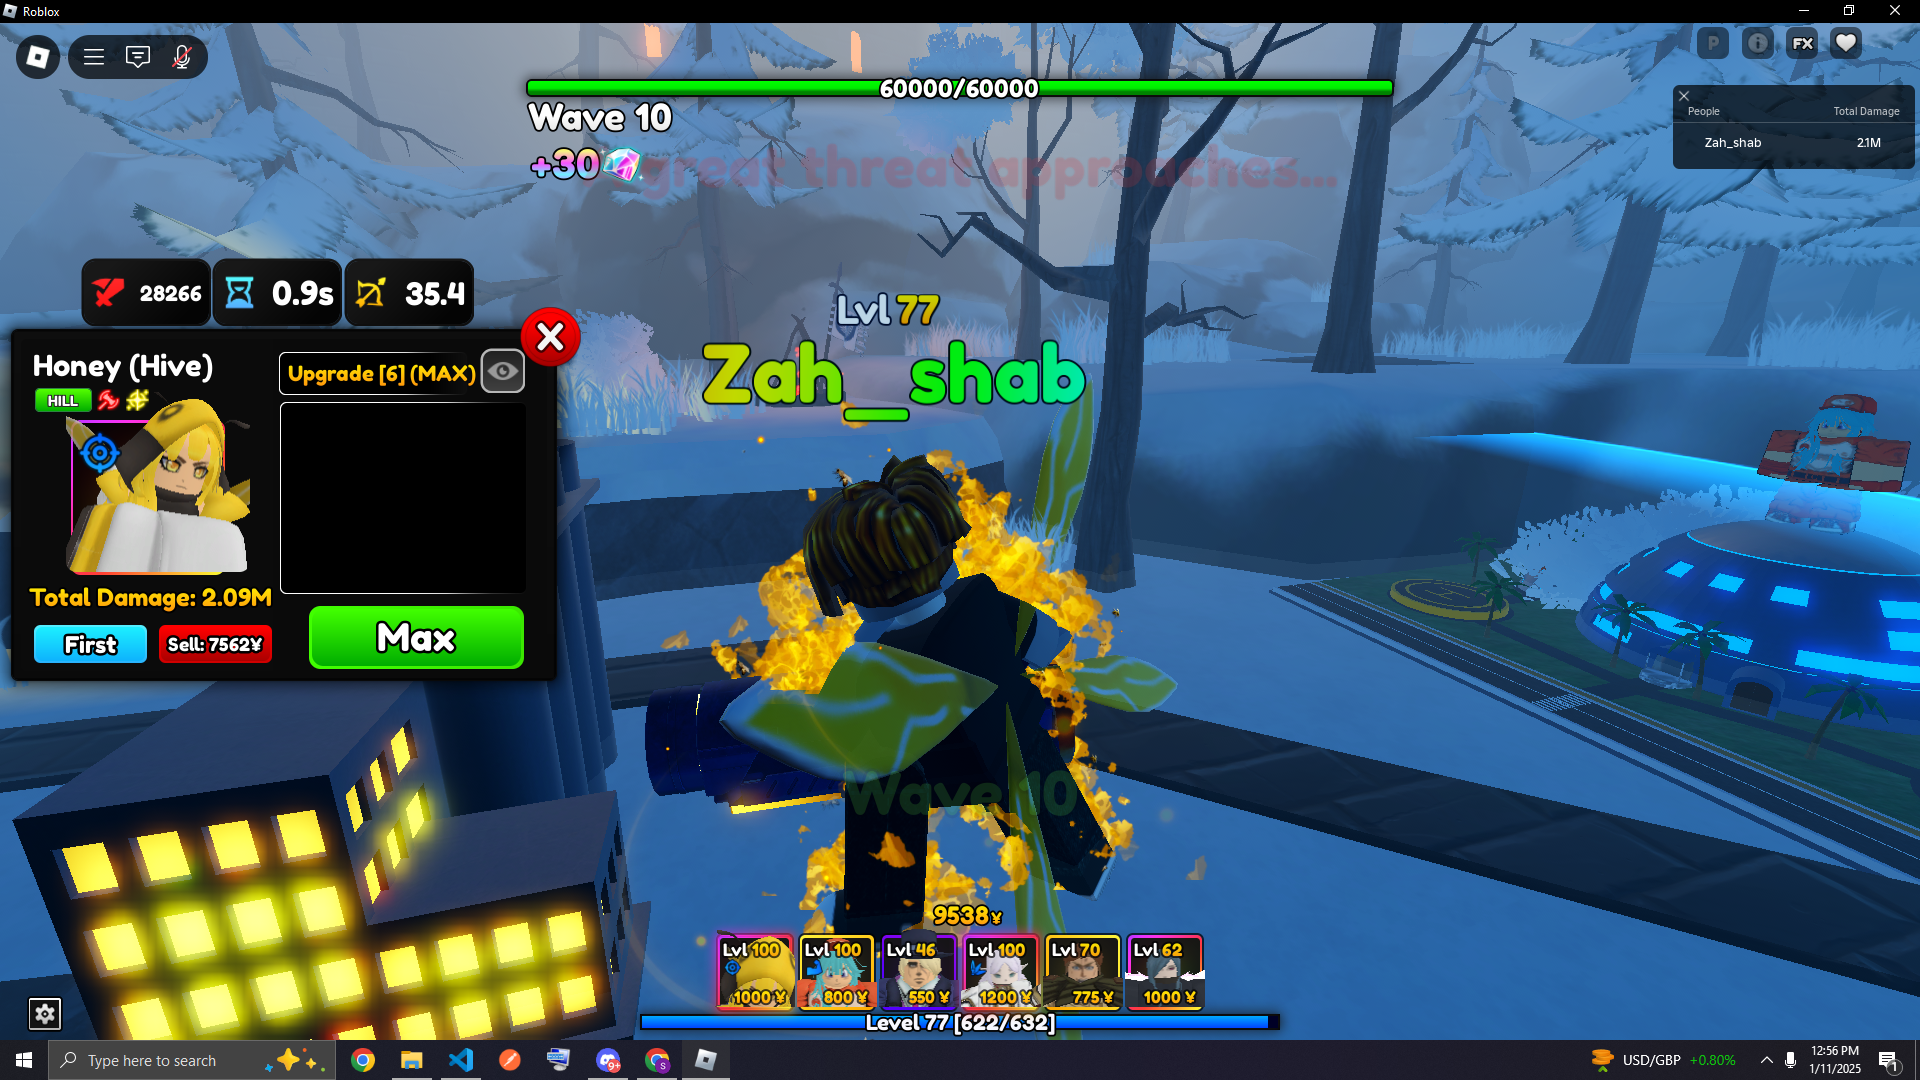 Roblox
P
FX
60000/60000
Wave 10
+30
great threat approaches...
People Total Damage
Zah_shab 2.1M
28266
0.9s
35.4
Lvl 77
Zah__shab
Honey (Hive)
HILL
Upgrade [6] (MAX)
Total Damage: 2.09M
First
Sell: 7562¥
Max
Wave 10
H
9538¥
Lvl 100
1000 ¥
Lvl 100
800 ¥
Lvl 46
550 ¥
Lvl 100
1200 ¥
Lvl 70
775 ¥
Lvl 62
1000 ¥
Level 77 [622/632]
Type here to search
9+
S
USD/GBP +0.80%
12:56 PM
1/11/2025
1